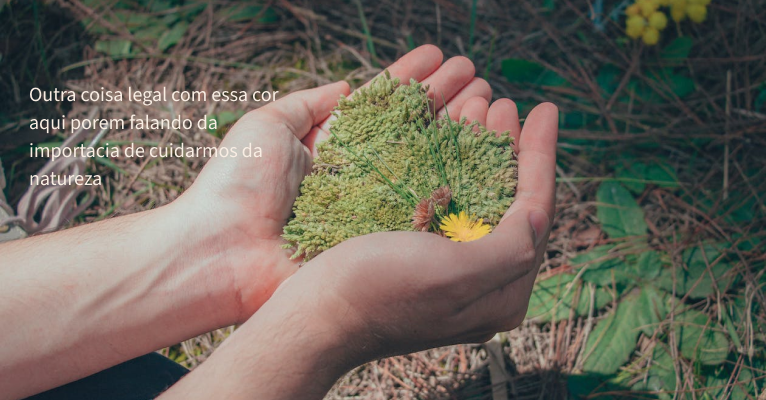 Outra coisa legal com essa cor
aqui porem falando da
importacia de cuidarmos da
natureza